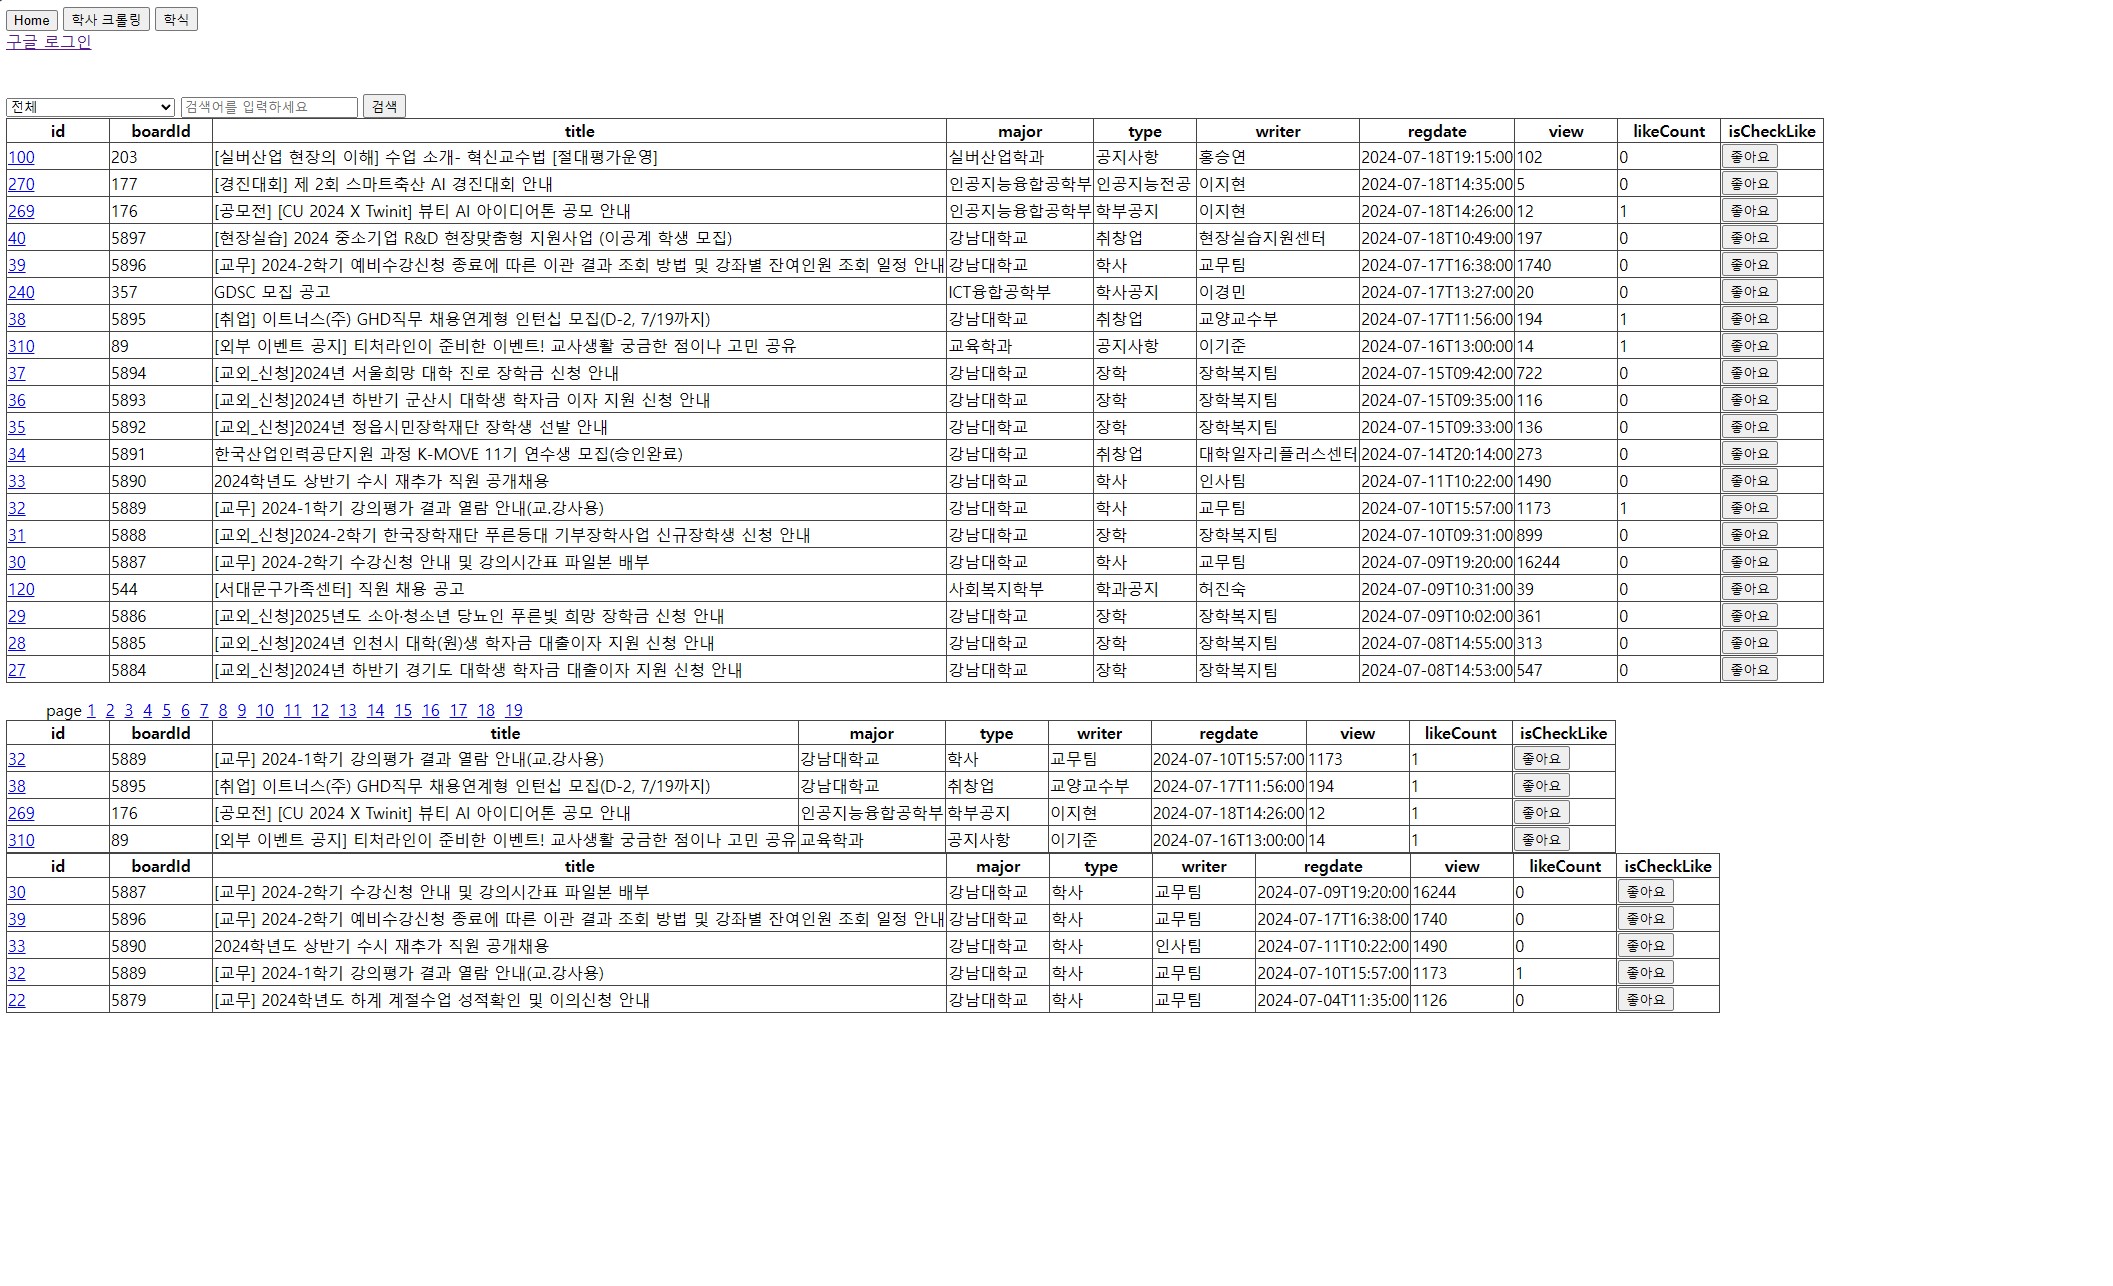 Home 학사 크롤링 학식
구글 로그인
전체 검색어를 입력하세요 검색
id boardId title major type writer regdate view likeCount isCheckLike
100 203 [실버산업 현장의 이해] 수업 소개- 혁신교수법 [절대평가운영] 실버산업학과 공지사항 홍승연 2024-07-18T19:15:00 102 0 좋아요
270 177 [경진대회] 제 2회 스마트축산 AI 경진대회 안내 인공지능융합공학부 인공지능전공 이지현 2024-07-18T14:35:00 5 0 좋아요
269 176 [공모전] [CU 2024 X Twinit] 뷰티 AI 아이디어톤 공모 안내 인공지능융합공학부 학부공지 이지현 2024-07-18T14:26:00 12 1 좋아요
40 5897 [현장실습] 2024 중소기업 R&D 현장맞춤형 지원사업 (이공계 학생 모집) 강남대학교 취창업 현장실습지원센터 2024-07-18T10:49:00 197 0 좋아요
39 5896 [교무] 2024-2학기 예비수강신청 종료에 따른 이관 결과 조회 방법 및 강좌별 잔여인원 조회 일정 안내 강남대학교 학사 교무팀 2024-07-17T16:38:00 1740 0 좋아요
240 357 GDSC 모집 공고 ICT융합공학부 학사공지 이경민 2024-07-17T13:27:00 20 0 좋아요
38 5895 [취업] 이트너스(주) GHD직무 채용연계형 인턴십 모집(D-2, 7/19까지) 강남대학교 취창업 교양교수부 2024-07-17T11:56:00 194 1 좋아요
310 89 [외부 이벤트 공지] 티처라인이 준비한 이벤트! 교사생활 궁금한 점이나 고민 공유 교육학과 공지사항 이기준 2024-07-16T13:00:00 14 1 좋아요
37 5894 [교외_신청]2024년 서울희망 대학 진로 장학금 신청 안내 강남대학교 장학 장학복지팀 2024-07-15T09:42:00 722 0 좋아요
36 5893 [교외_신청]2024년 하반기 군산시 대학생 학자금 이자 지원 신청 안내 강남대학교 장학 장학복지팀 2024-07-15T09:35:00 116 0 좋아요
35 5892 [교외_신청]2024년 정읍시민장학재단 장학생 선발 안내 강남대학교 장학 장학복지팀 2024-07-15T09:33:00 136 0 좋아요
34 5891 한국산업인력공단지원 과정 K-MOVE 11기 연수생 모집(승인완료) 강남대학교 취창업 대학일자리플러스센터 2024-07-14T20:14:00 273 0 좋아요
33 5890 2024학년도 상반기 수시 재추가 직원 공개채용 강남대학교 학사 인사팀 2024-07-11T10:22:00 1490 0 좋아요
32 5889 [교무] 2024-1학기 강의평가 결과 열람 안내(교.강사용) 강남대학교 학사 교무팀 2024-07-10T15:57:00 1173 1 좋아요
31 5888 [교외_신청]2024-2학기 한국장학재단 푸른등대 기부장학사업 신규장학생 신청 안내 강남대학교 장학 장학복지팀 2024-07-10T09:31:00 899 0 좋아요
30 5887 [교무] 2024-2학기 수강신청 안내 및 강의시간표 파일본 배부 강남대학교 학사 교무팀 2024-07-09T19:20:00 16244 0 좋아요
120 544 [서대문구가족센터] 직원 채용 공고 사회복지학부 학과공지 허진숙 2024-07-09T10:31:00 39 0 좋아요
29 5886 [교외_신청]2025년도 소아·청소년 당뇨인 푸른빛 희망 장학금 신청 안내 강남대학교 장학 장학복지팀 2024-07-09T10:02:00 361 0 좋아요
28 5885 [교외_신청]2024년 인천시 대학(원)생 학자금 대출이자 지원 신청 안내 강남대학교 장학 장학복지팀 2024-07-08T14:55:00 313 0 좋아요
27 5884 [교외_신청]2024년 하반기 경기도 대학생 학자금 대출이자 지원 신청 안내 강남대학교 장학 장학복지팀 2024-07-08T14:53:00 547 0 좋아요
page 1 2 3 4 5 6 7 8 9 10 11 12 13 14 15 16 17 18 19
id boardId title major type writer regdate view likeCount isCheckLike
32 5889 [교무] 2024-1학기 강의평가 결과 열람 안내(교.강사용) 강남대학교 학사 교무팀 2024-07-10T15:57:00 1173 1 좋아요
38 5895 [취업] 이트너스(주) GHD직무 채용연계형 인턴십 모집(D-2, 7/19까지) 강남대학교 취창업 교양교수부 2024-07-17T11:56:00 194 1 좋아요
269 176 [공모전] [CU 2024 X Twinit] 뷰티 AI 아이디어톤 공모 안내 인공지능융합공학부 학부공지 이지현 2024-07-18T14:26:00 12 1 좋아요
310 89 [외부 이벤트 공지] 티처라인이 준비한 이벤트! 교사생활 궁금한 점이나 고민 공유 교육학과 공지사항 이기준 2024-07-16T13:00:00 14 1 좋아요
id boardId title major type writer regdate view likeCount isCheckLike
30 5887 [교무] 2024-2학기 수강신청 안내 및 강의시간표 파일본 배부 강남대학교 학사 교무팀 2024-07-09T19:20:00 16244 0 좋아요
39 5896 [교무] 2024-2학기 예비수강신청 종료에 따른 이관 결과 조회 방법 및 강좌별 잔여인원 조회 일정 안내 강남대학교 학사 교무팀 2024-07-17T16:38:00 1740 0 좋아요
33 5890 2024학년도 상반기 수시 재추가 직원 공개채용 강남대학교 학사 인사팀 2024-07-11T10:22:00 1490 0 좋아요
32 5889 [교무] 2024-1학기 강의평가 결과 열람 안내(교.강사용) 강남대학교 학사 교무팀 2024-07-10T15:57:00 1173 1 좋아요
22 5879 [교무] 2024학년도 하계 계절수업 성적확인 및 이의신청 안내 강남대학교 학사 교무팀 2024-07-04T11:35:00 1126 0 좋아요